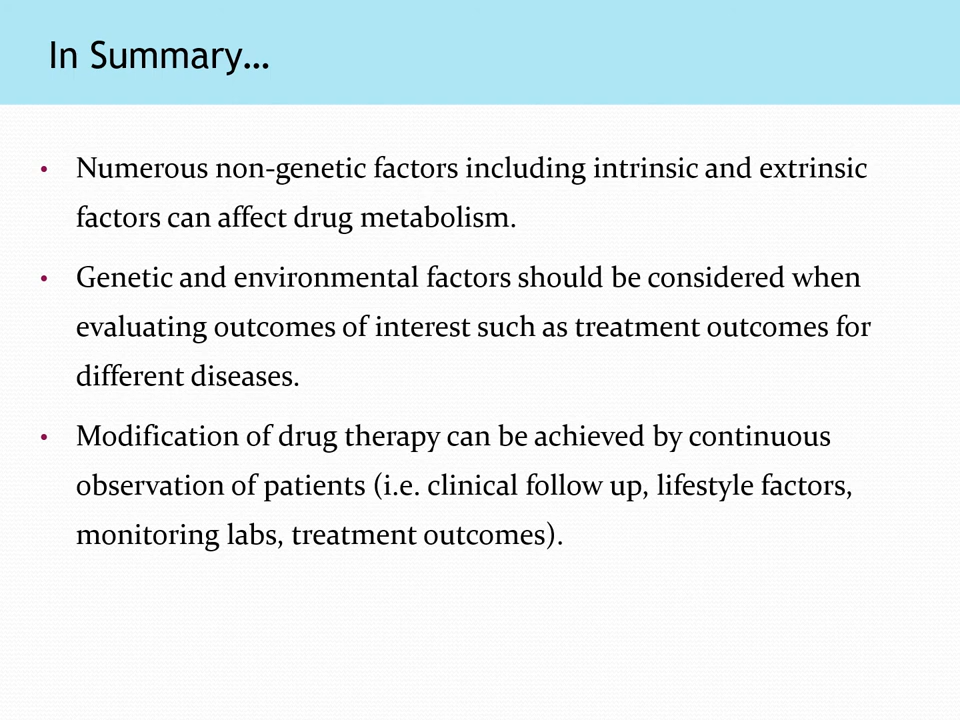 In Summary…
• Numerous non-genetic factors including intrinsic and extrinsic
factors can affect drug metabolism.
• Genetic and environmental factors should be considered when
evaluating outcomes of interest such as treatment outcomes for
different diseases.
• Modification of drug therapy can be achieved by continuous
observation of patients (i.e. clinical follow up, lifestyle factors,
monitoring labs, treatment outcomes).